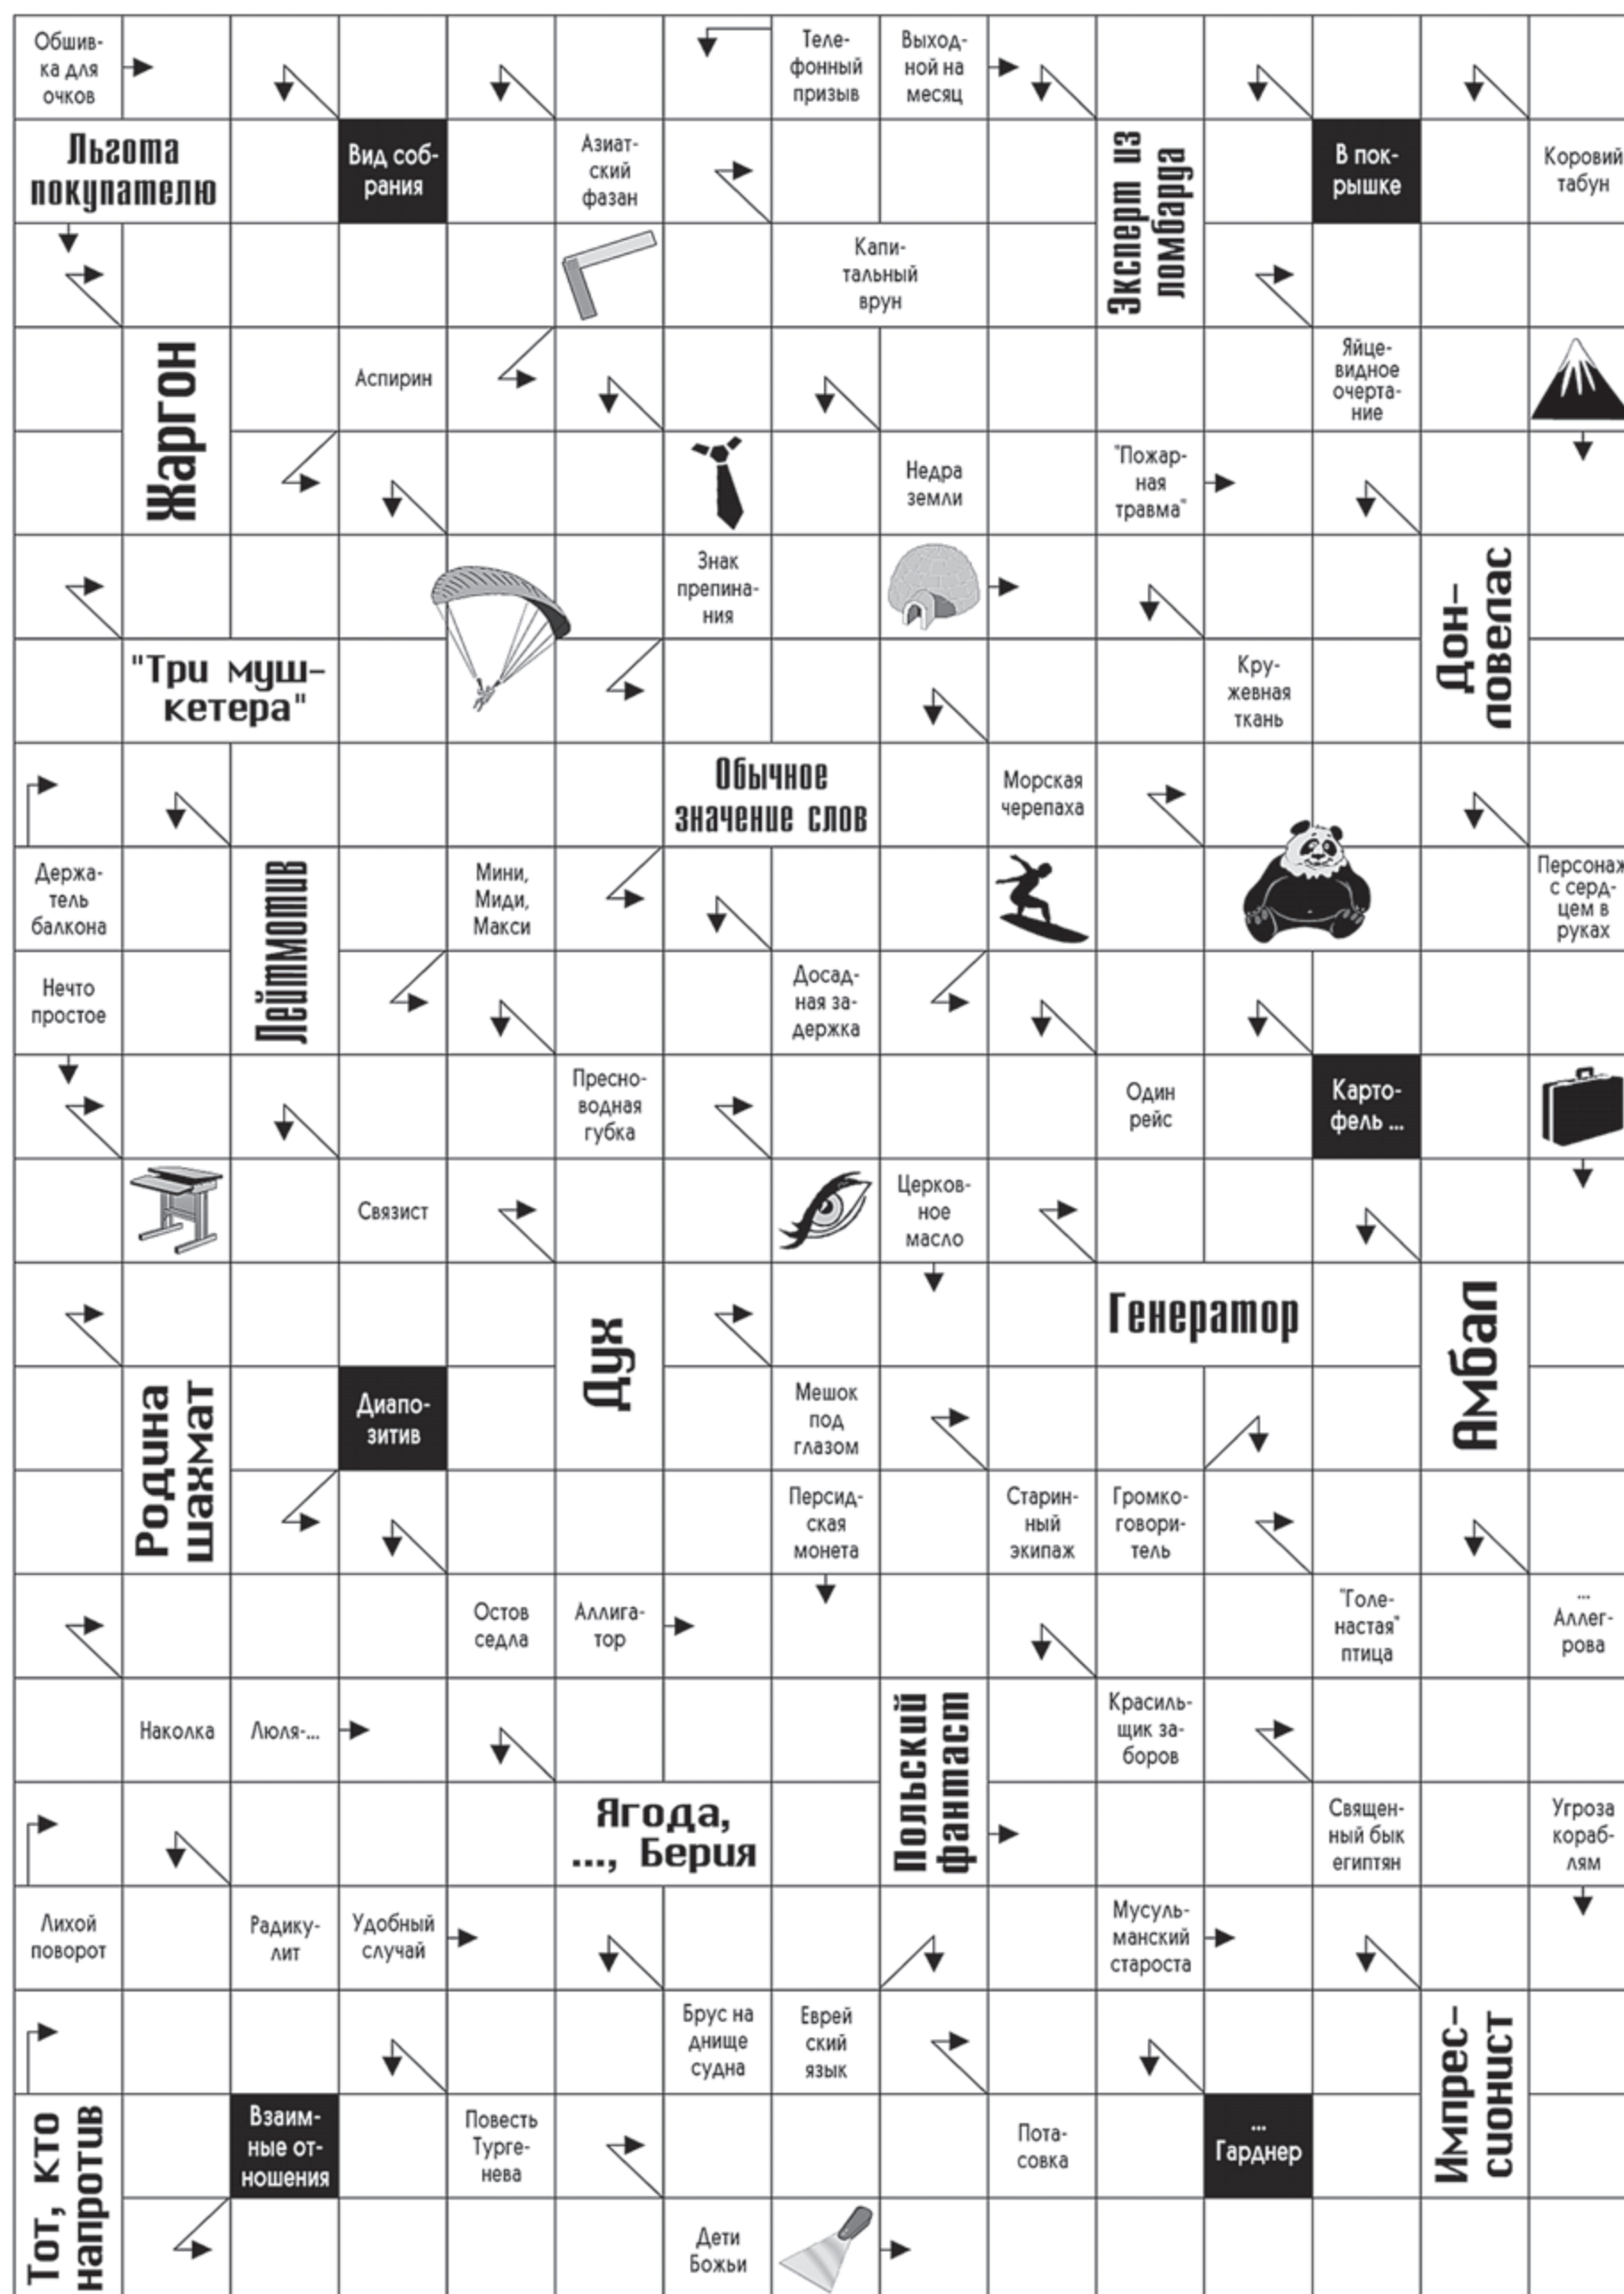 Обшив-
ка для
очков
Теле-
фонный
призыв
Выход-
ной на
месяц
Льгота
покупателю
Вид соб-
рания
Азиат-
ский
фазан
Эксперт из
ломбарда
В пок-
рышке
Коровий
табун
Капи-
тальный
врун
Жаргон
Аспирин
Яйце-
видное
очерта-
ние
Недра
земли
"Пожар-
ная
травма"
Знак
препина-
ния
Дон-
ловелас
"Три муш-
кетера"
Кру-
жевная
ткань
Обычное
значение слов
Морская
черепаха
Держа-
тель
балкона
Лейтмотив
Мини,
Миди,
Макси
Персонаж
с серд-
цем в
руках
Нечто
простое
Досад-
ная за-
держка
Пресно-
водная
губка
Один
рейс
Карто-
фель ...
Связист
Церков-
ное
масло
Дух
Генератор
Амбал
Родина
шахмат
Диапо-
зитив
Мешок
под
глазом
Персид-
ская
монета
Старин-
ный
экипаж
Громко-
говори-
тель
Остов
седла
Аллига-
тор
"Голе-
настая"
птица
...
Аллег-
рова
Наколка
Люля-...
Польский
фантаст
Красиль-
щик за-
боров
Ягода,
..., Берия
Священ-
ный бык
египтян
Угроза
кораб-
лям
Лихой
поворот
Радику-
лит
Удобный
случай
Мусуль-
манский
староста
Брус на
днище
судна
Еврей
ский
язык
Импрес-
сионист
Тот, кто
напротив
Взаим-
ные от-
ношения
Повесть
Турге-
нева
Пота-
совка
...
Гарднер
Дети
Божьи